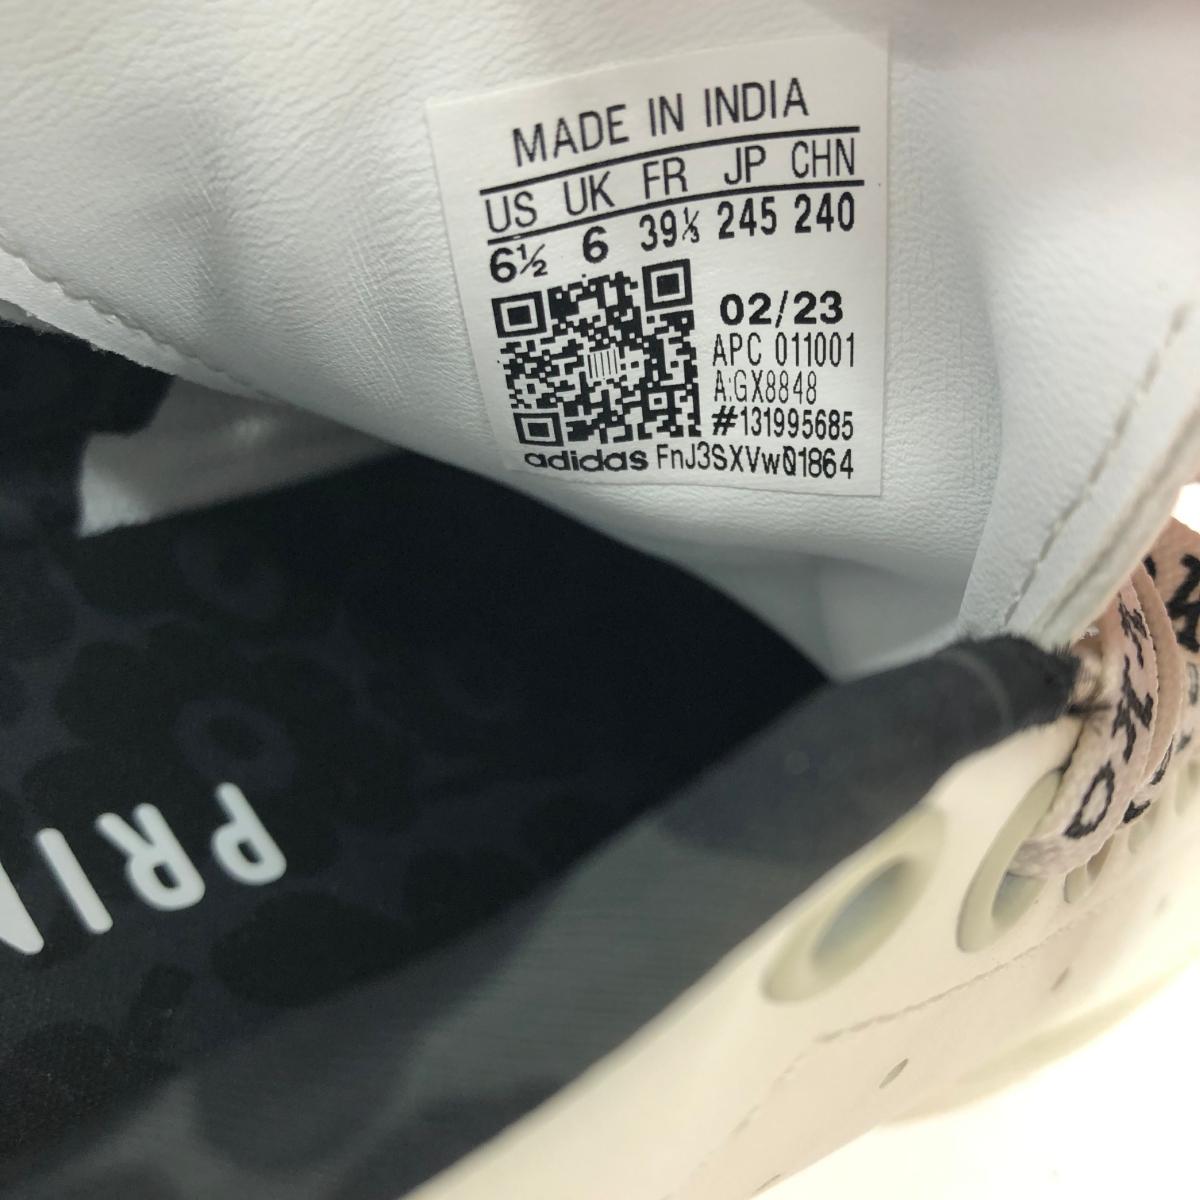 MADE IN INDIA
US UK FR JP CHN
6½ 6 39⅓ 245 240
02/23
APC 011001
A:GX8848
#131995685
adidas FnJ3SXVwQ1864
PRI